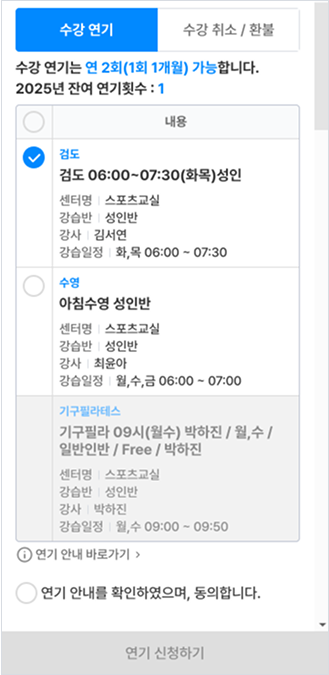 수강 연기
수강 취소 / 환불
수강 연기는 연 2회(1회 1개월) 가능합니다.
2025년 잔여 연기횟수 : 1
내용
검도
검도 06:00~07:30(화목)성인
센터명 | 스포츠교실
강습반 | 성인반
강사 | 김서연
강습일정 | 화,목 06:00 ~ 07:30
수영
아침수영 성인반
센터명 | 스포츠교실
강습반 | 성인반
강사 | 최윤아
강습일정 | 월,수,금 06:00 ~ 07:00
기구필라테스
기구필라 09시(월수) 박하진 / 월,수 /
일반인반 / Free / 박하진
센터명 | 스포츠교실
강습반 | 성인반
강사 | 박하진
강습일정 | 월,수 09:00 ~ 09:50
연기 안내 바로가기 >
연기 안내를 확인하였으며, 동의합니다.
연기 신청하기